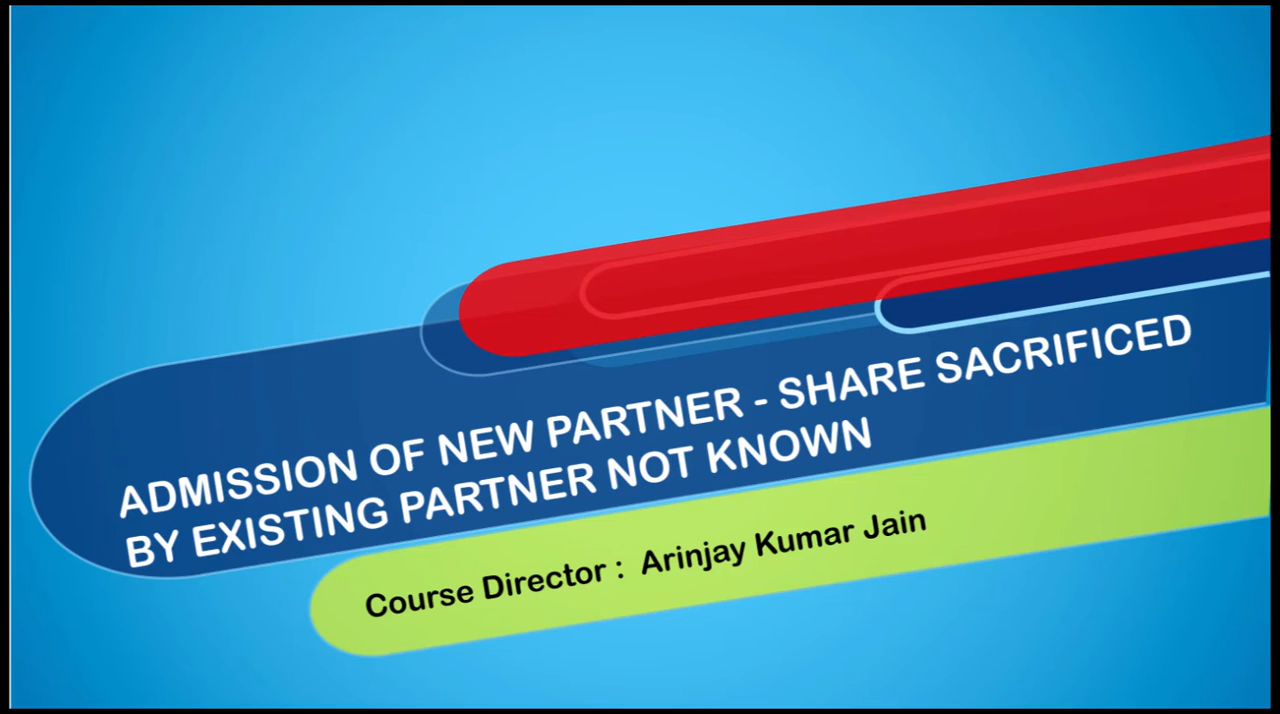 ADMISSION OF NEW PARTNER - SHARE SACRIFICED
BY EXISTING PARTNER NOT KNOWN
Course Director : Arinjay Kumar Jain